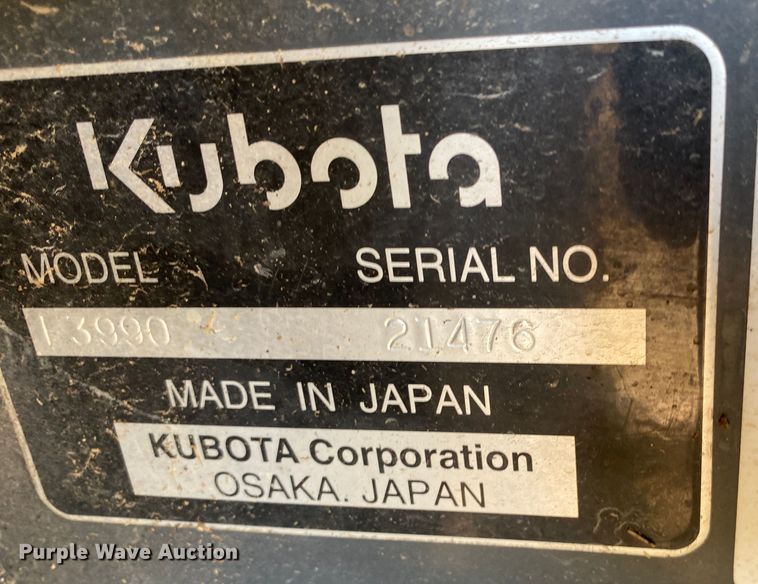 Kubota
MODEL SERIAL NO.
F3990 21476
MADE IN JAPAN
KUBOTA Corporation
OSAKA. JAPAN
Purple Wave Auction